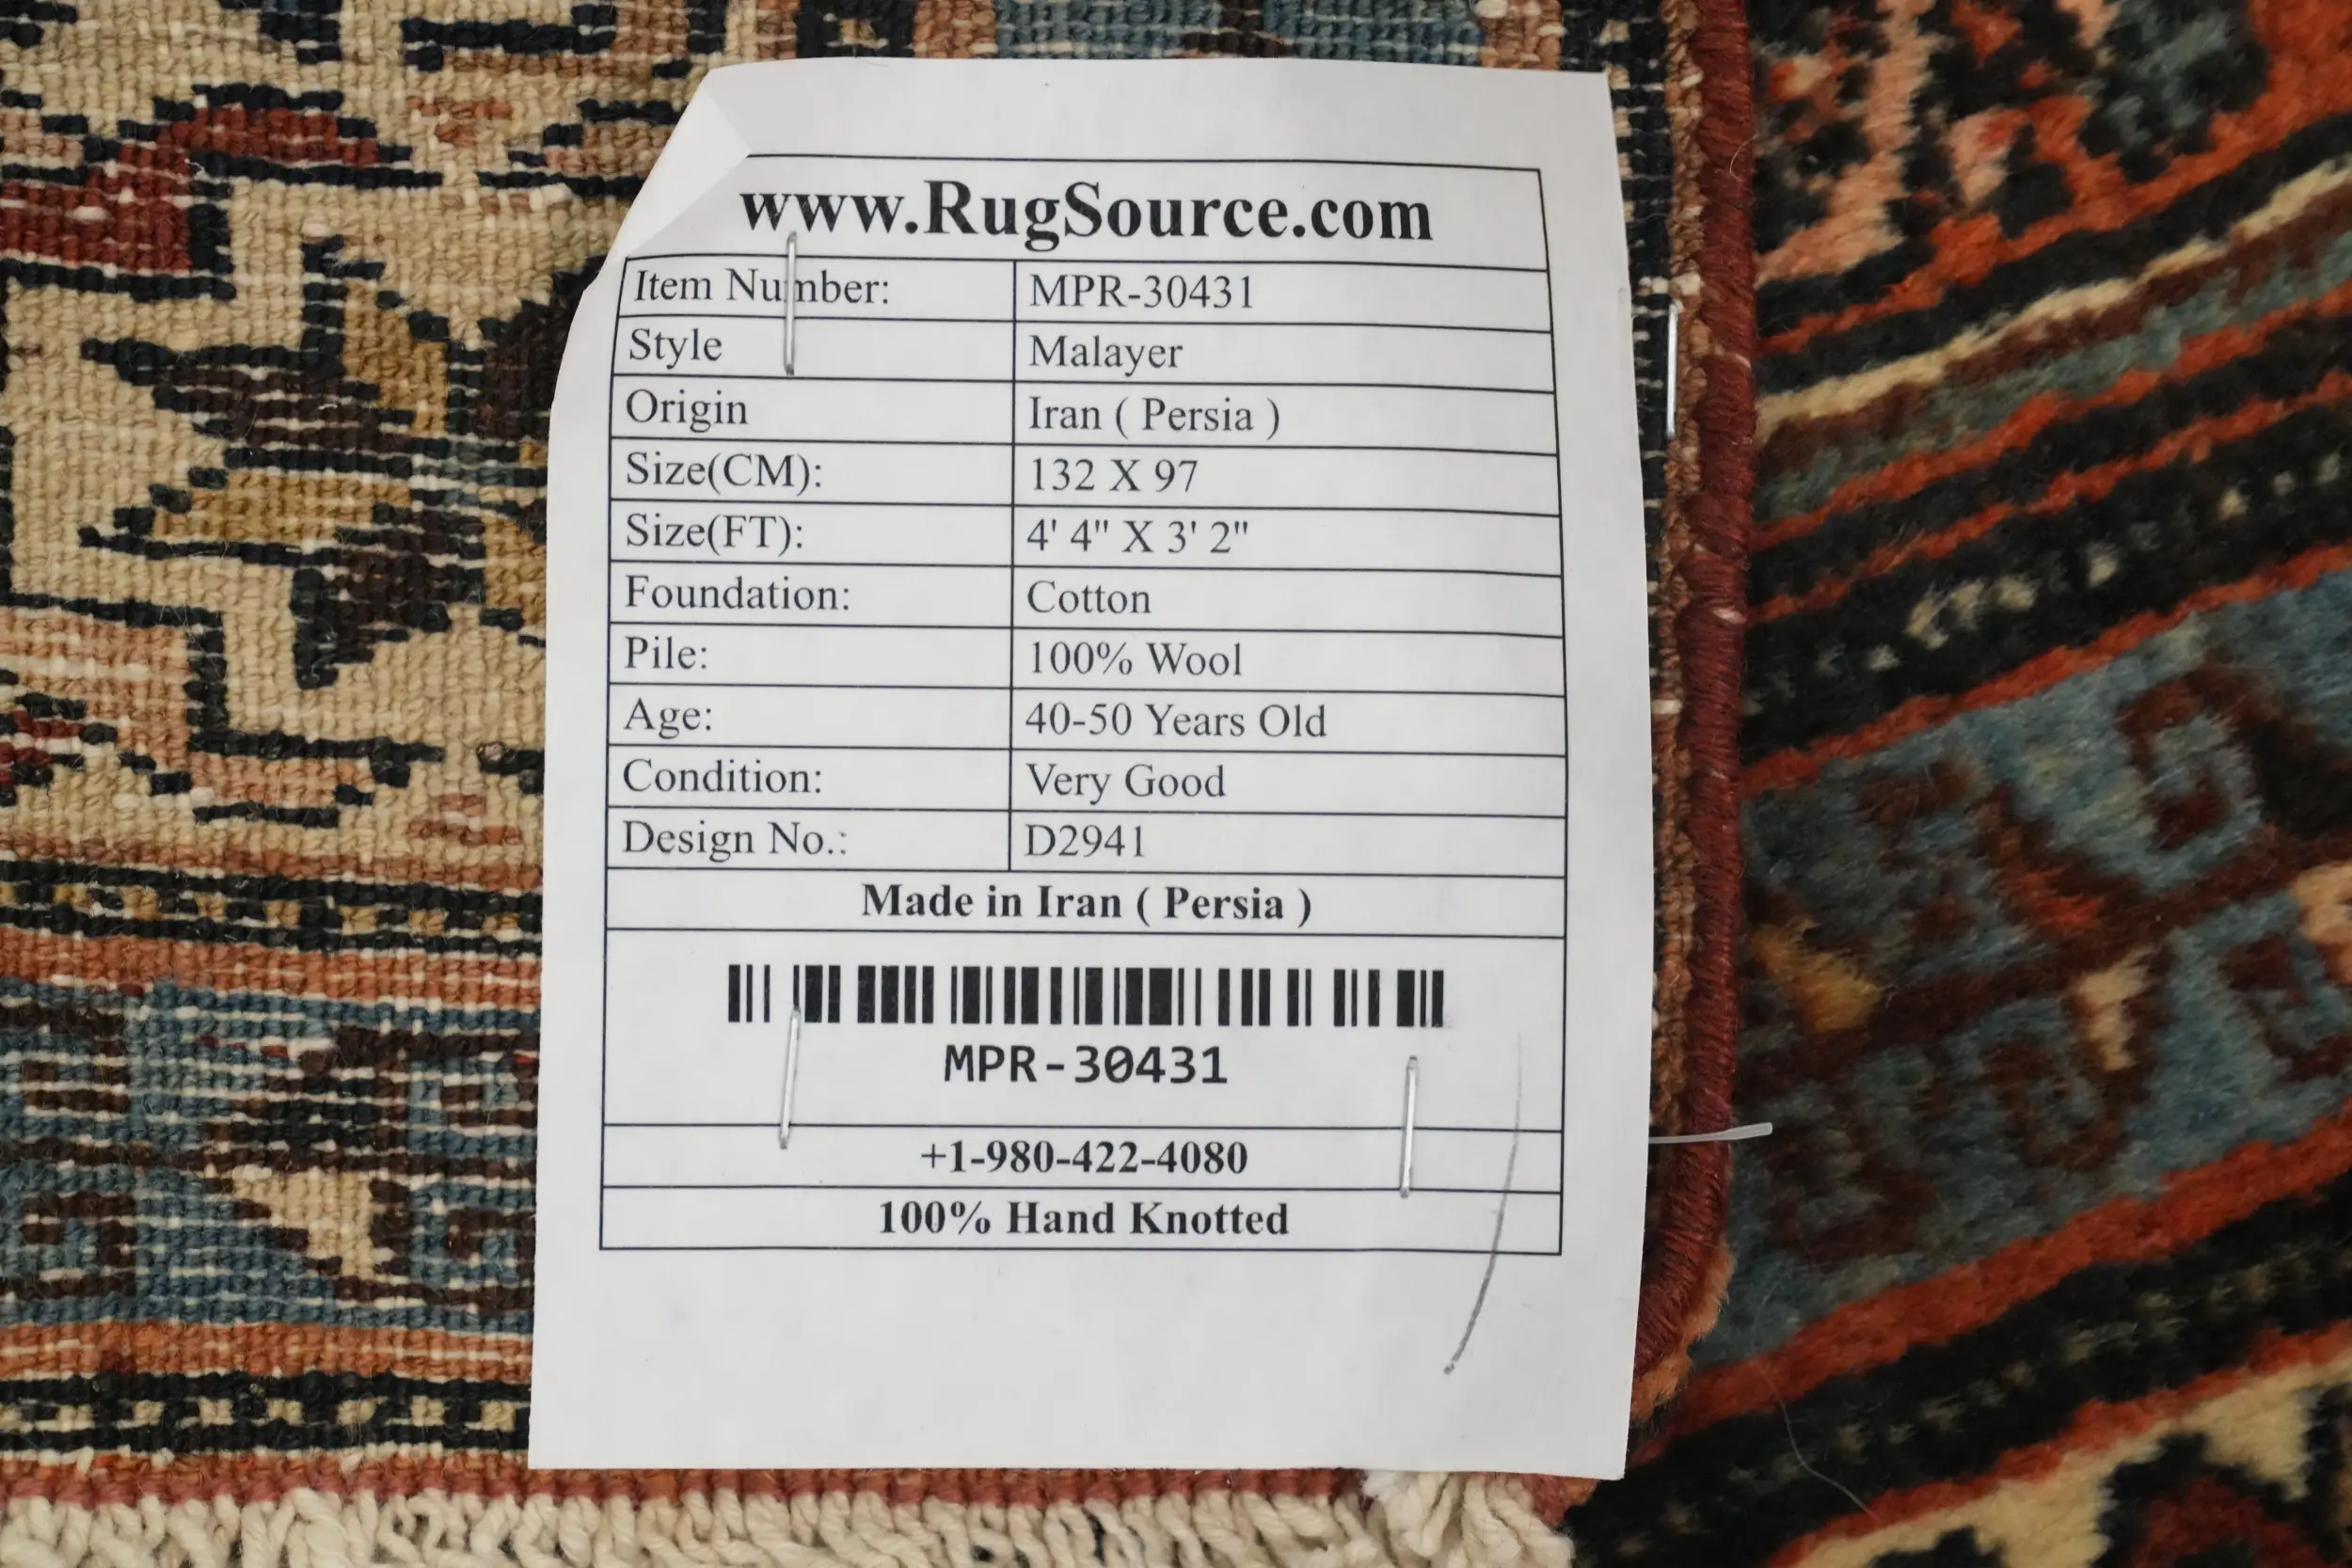 www.RugSource.com
Item Number: MPR-30431
Style Malayer
Origin Iran ( Persia )
Size(CM): 132 X 97
Size(FT): 4' 4" X 3' 2"
Foundation: Cotton
Pile: 100% Wool
Age: 40-50 Years Old
Condition: Very Good
Design No.: D2941
Made in Iran ( Persia )
MPR-30431
+1-980-422-4080
100% Hand Knotted